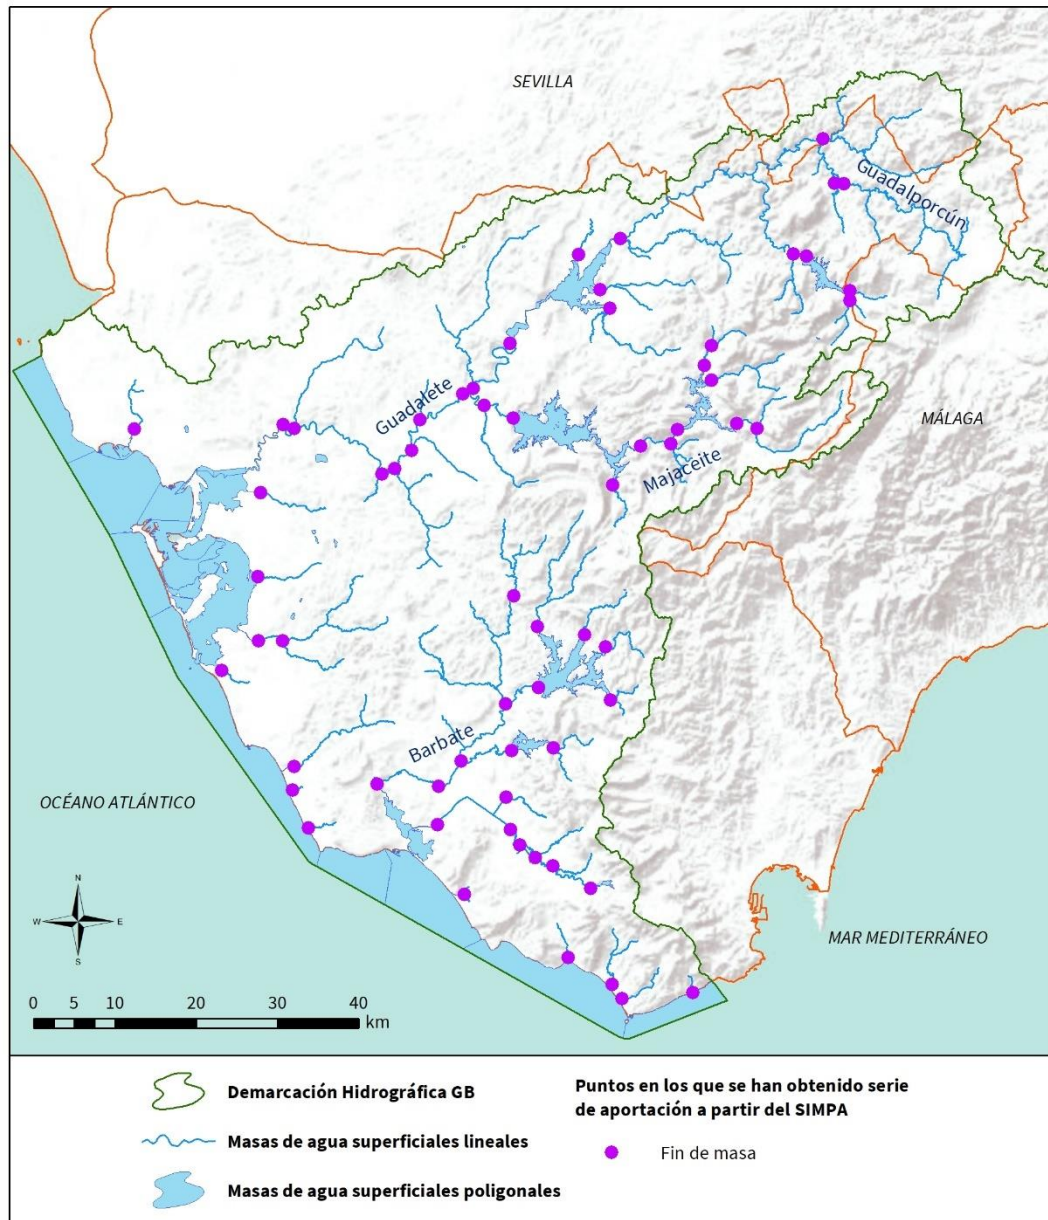 SEVILLA
Guadalporcún
Guadalete
MÁLAGA
Majaceite
Barbate
OCÉANO ATLÁNTICO
MAR MEDITERRÁNEO
N
W E
S
0 5 10 20 30 40
km
Demarcación Hidrográfica GB
Masas de agua superficiales lineales
Masas de agua superficiales poligonales
Puntos en los que se han obtenido serie
de aportación a partir del SIMPA
Fin de masa